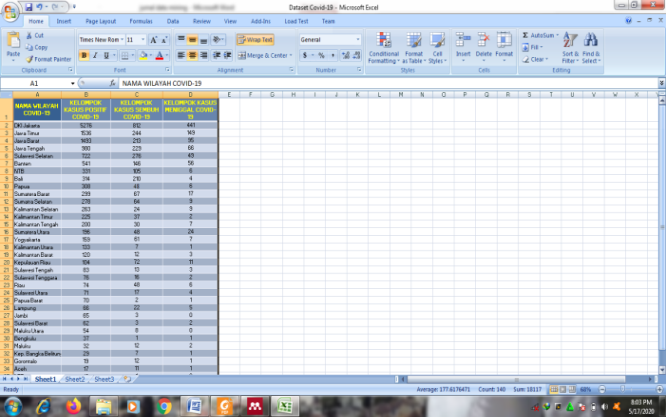 Dataset Covid-19 - Microsoft Excel
Home Insert Page Layout Formulas Data Review View Add-Ins Load Test Team
Cut
Copy
Format Painter
Paste
Times New Rom 11
Wrap Text
Merge & Center
General
Conditional Formatting
Format as Table
Cell Styles
Insert Delete Format
AutoSum
Fill
Clear
Sort & Filter
Find & Select
Clipboard Font Alignment Number Styles Cells Editing
A1 NAMA WILAYAH COVID-19
A B C D E F G H I J K L M N O P Q R S T U V W X
1 NAMA WILAYAH COVID-19 KELOMPOK KASUS POSITIF COVID-19 KELOMPOK KASUS SEMBUH COVID-19 KELOMPOK KASUS MENIGGAL COVID-19
2 DKI Jakarta 441
3 Jawa Timur 1536 244 149
4 Jawa Barat 1493 213 95
5 Jawa Tengah 980 229 66
6 Sulawesi Selatan 722 276 49
7 Banten 541 148 56
8 NTB 331 105 6
9 Bali 314 210 4
10 Papua 308 48 6
11 Sumatra Barat 299 67 17
12 Sumatra Selatan 278 64 9
13 Kalimantan Selatan 263 24 9
14 Kalimantan Timur 225 37 2
15 Kalimantan Tengah 200 30 7
16 Sumatra Utara 196 48 24
17 Yogyakarta 169 61 7
18 Kalimantan Utara 133 7 1
19 Kalimantan Barat 120 12 3
20 Kepulauan Riau 104 72 11
21 Sulawesi Tengah 83 13 3
22 Sulawesi Tenggara 76 16 2
23 Riau 74 48 6
24 Sulawesi Utara 71 17 4
25 Papua Barat 70 2 1
26 Lampung 66 22 5
27 Jambi 65 3 0
28 Sulawesi Barat 62 3 2
29 Maluku Utara 54 6 0
30 Bengkulu 37 1 1
31 Maluku 32 12 2
32 Kep. Bangka Belitung 29 7 1
33 Gorontalo 19 12 1
34 Aceh 17 11 1
Sheet1 Sheet2 Sheet3
Ready Average: 177.6176471 Count: 140 Sum: 18117 68%
8:03 PM
5/17/2020